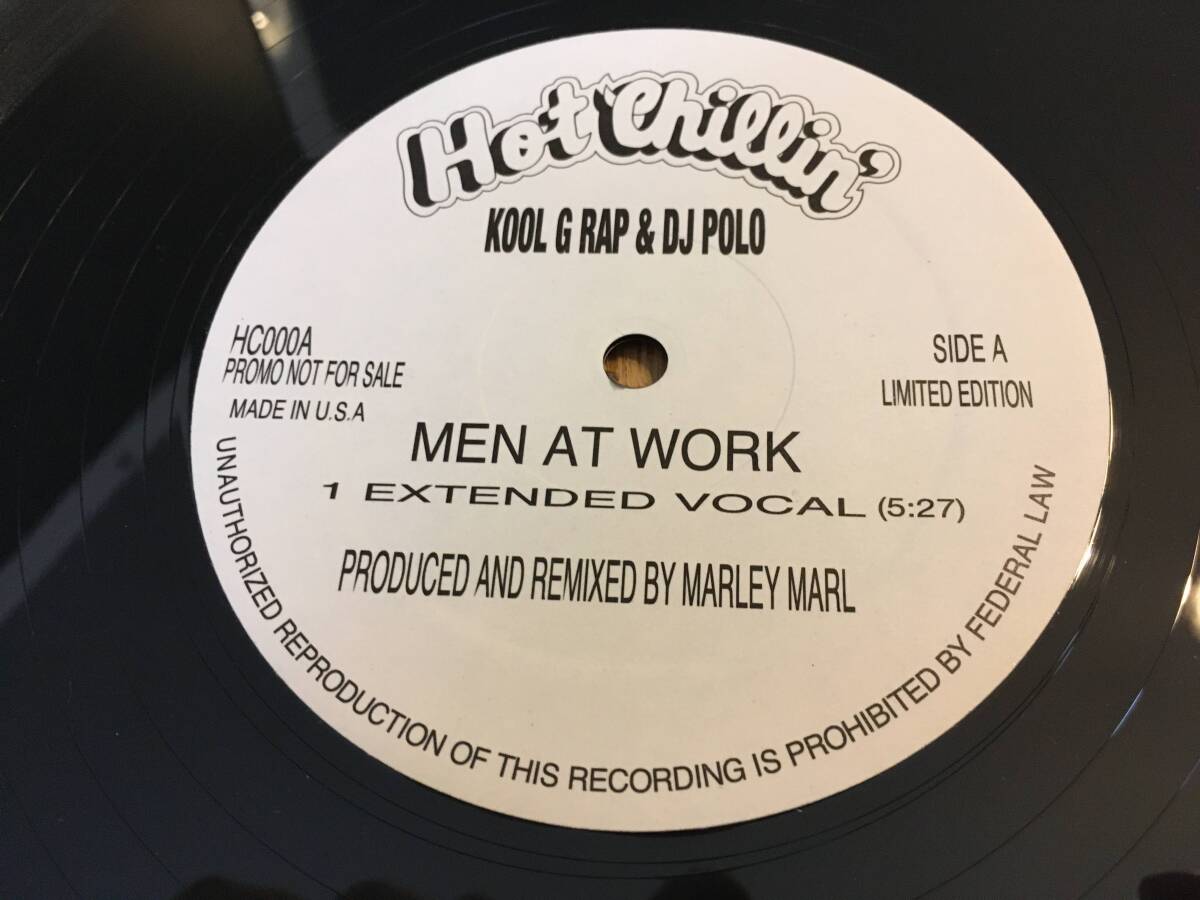 Hot Chillin'
KOOL G RAP & DJ POLO
HC000A
PROMO NOT FOR SALE
MADE IN U.S.A
SIDE A
LIMITED EDITION
MEN AT WORK
1 EXTENDED VOCAL (5:27)
PRODUCED AND REMIXED BY MARLEY MARL
UNAUTHORIZED REPRODUCTION OF THIS RECORDING IS PROHIBITED BY FEDERAL LAW